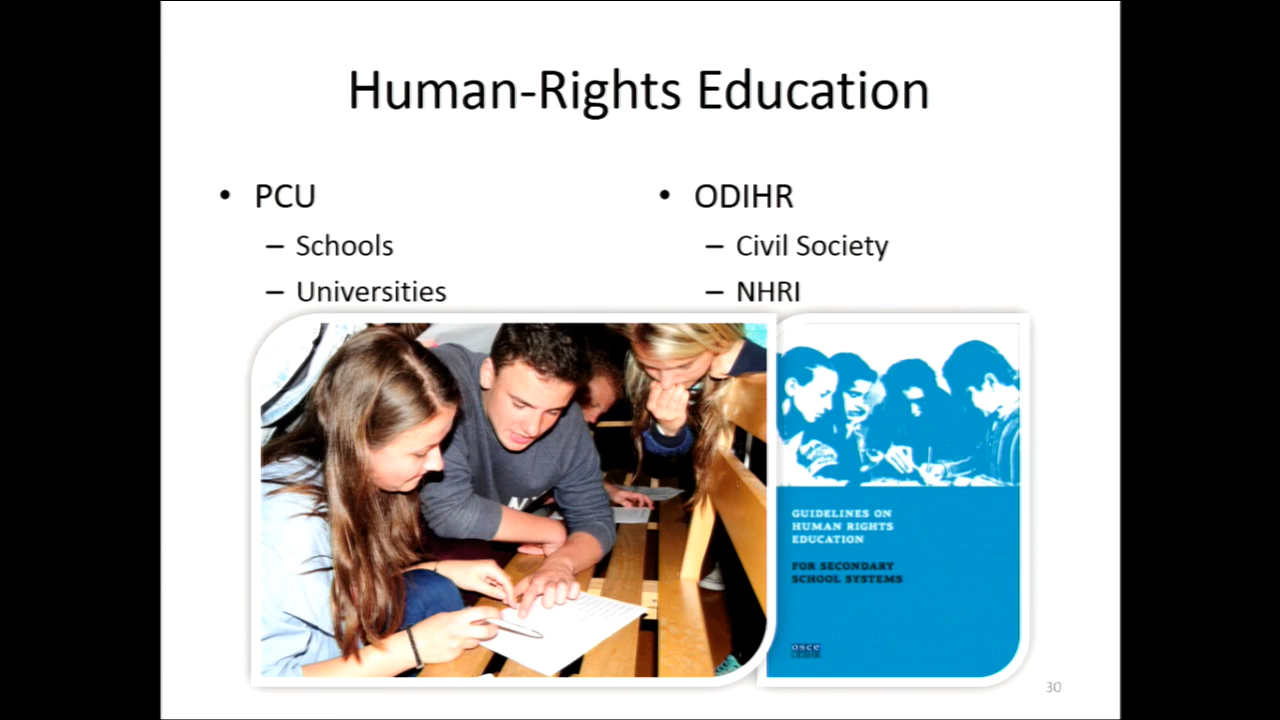 Human-Rights Education
• PCU
– Schools
– Universities
• ODIHR
– Civil Society
– NHRI
GUIDELINES ON
HUMAN RIGHTS
EDUCATION
FOR SECONDARY
SCHOOL SYSTEMS
osce
30